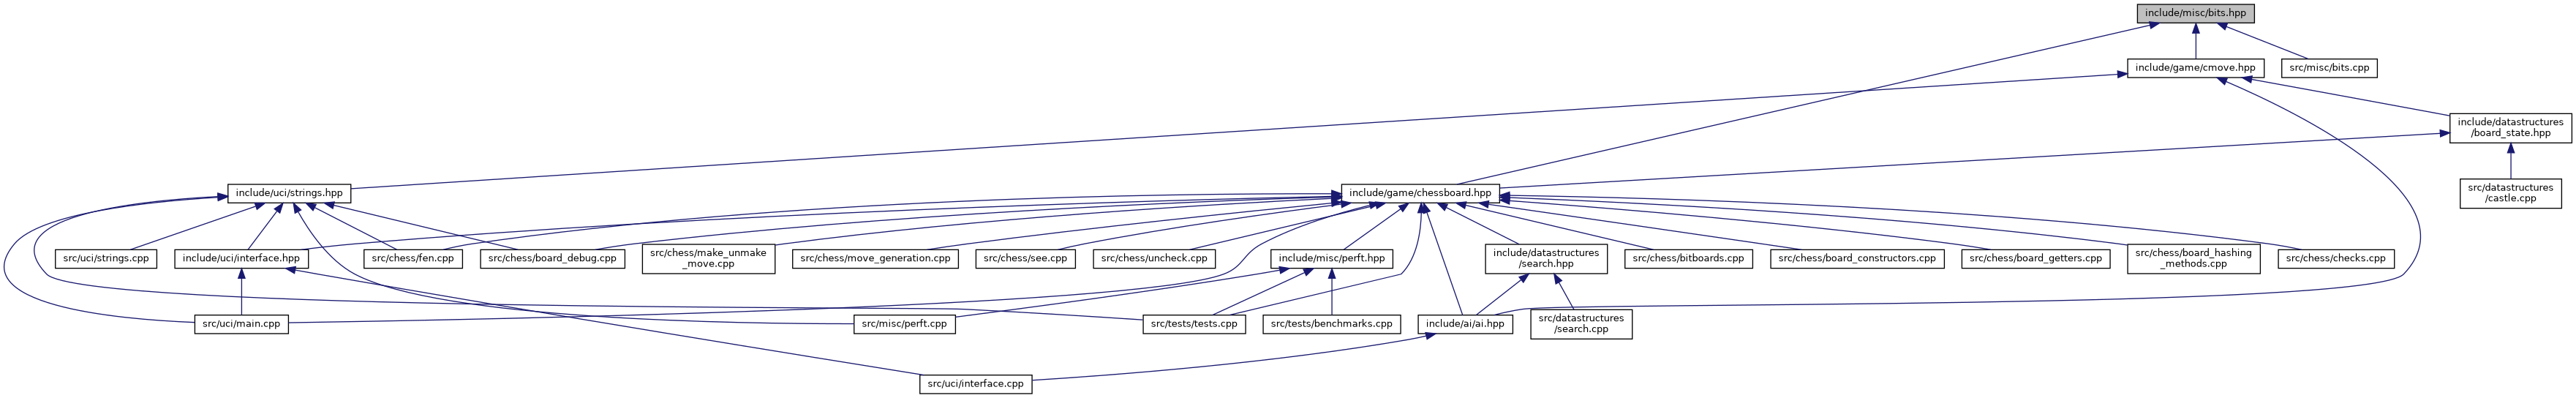 include/misc/bits.hpp
include/game/cmove.hpp
src/misc/bits.cpp
include/datastructures
/board_state.hpp
include/uci/strings.hpp
include/game/chessboard.hpp
src/datastructures
/castle.cpp
src/uci/strings.cpp
include/uci/interface.hpp
src/chess/fen.cpp
src/chess/board_debug.cpp
src/chess/make_unmake
_move.cpp
src/chess/move_generation.cpp
src/chess/see.cpp
src/chess/uncheck.cpp
include/misc/perft.hpp
include/datastructures
/search.hpp
src/chess/bitboards.cpp
src/chess/board_constructors.cpp
src/chess/board_getters.cpp
src/chess/board_hashing
_methods.cpp
src/chess/checks.cpp
src/uci/main.cpp
src/misc/perft.cpp
src/tests/tests.cpp
src/tests/benchmarks.cpp
include/ai/ai.hpp
src/datastructures
/search.cpp
src/uci/interface.cpp